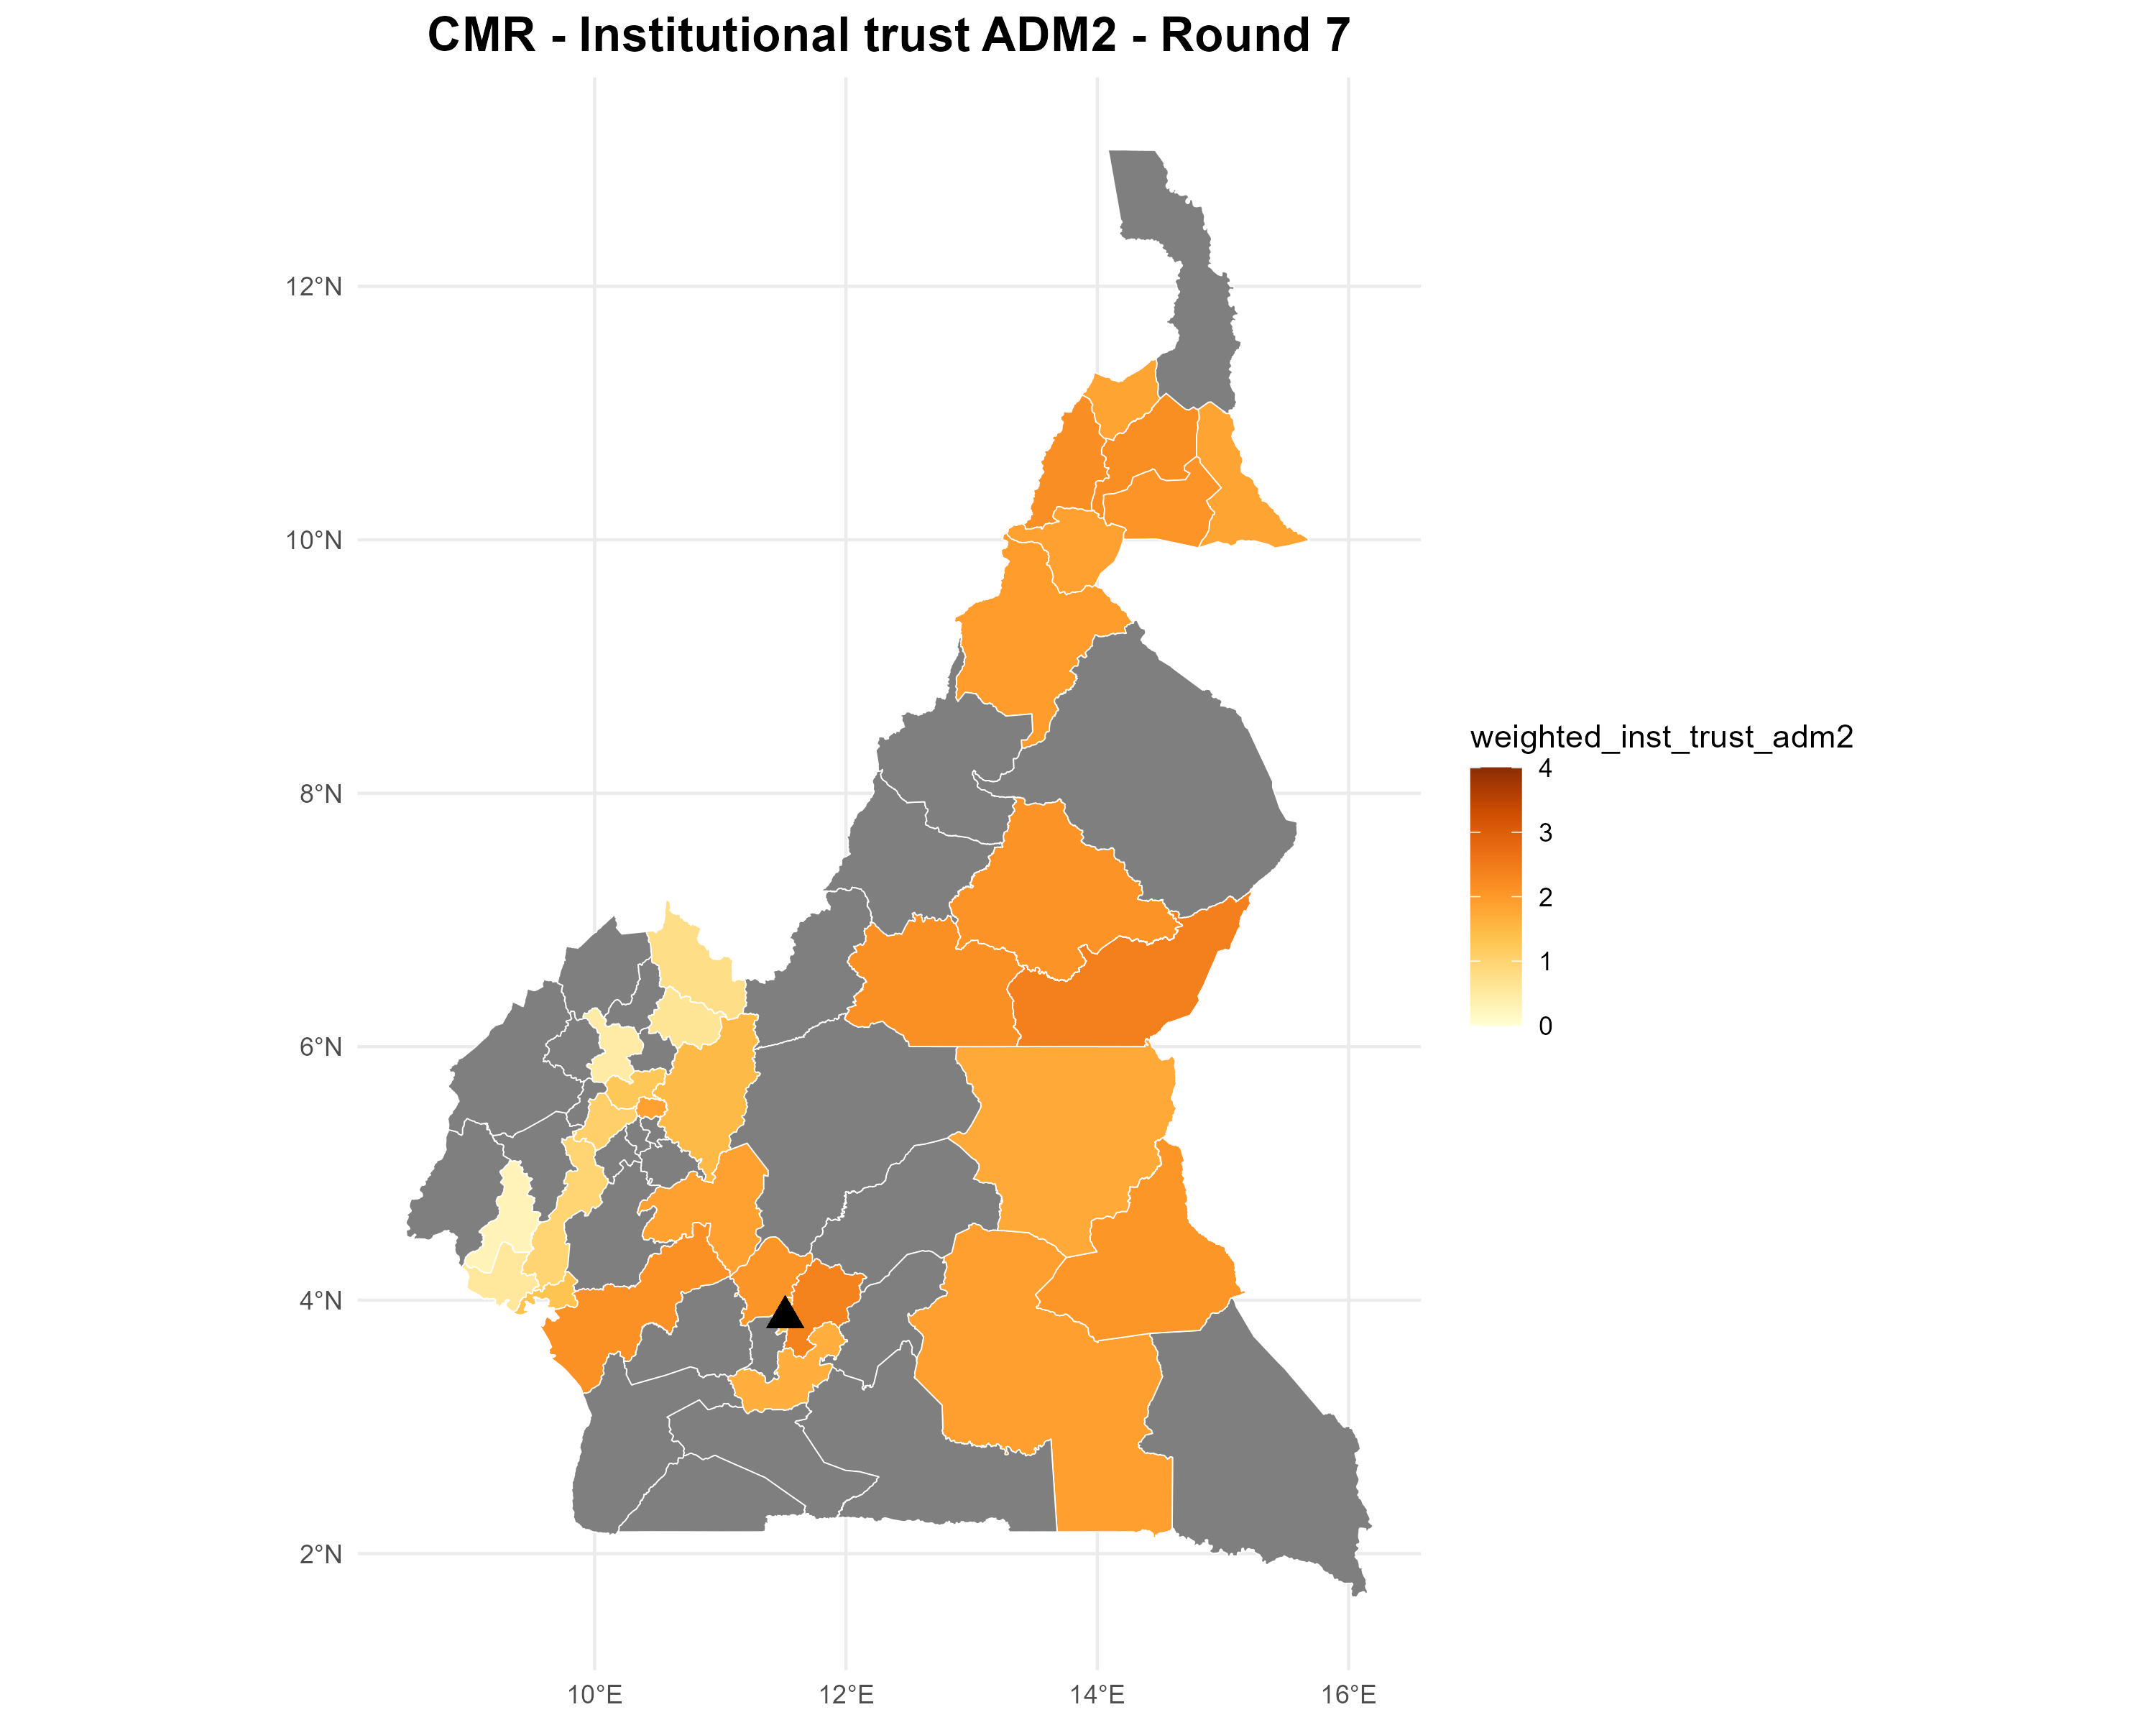 CMR - Institutional trust ADM2 - Round 7
12°N
10°N
8°N
6°N
4°N
2°N
10°E
12°E
14°E
16°E
weighted_inst_trust_adm2
4
3
2
1
0